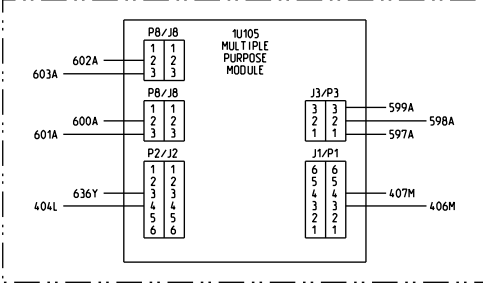 P8/J8
1 1
602A 2 2
603A 3 3
P8/J8
1 1
600A 2 2
601A 3 3
P2/J2
1 1
2 2
636Y 3 3
404L 4 4
5 5
6 6
1U105
MULTIPLE
PURPOSE
MODULE
J3/P3
3 3 599A
2 2 598A
1 1 597A
J1/P1
6 6
5 5
4 4 407M
3 3 406M
2 2
1 1